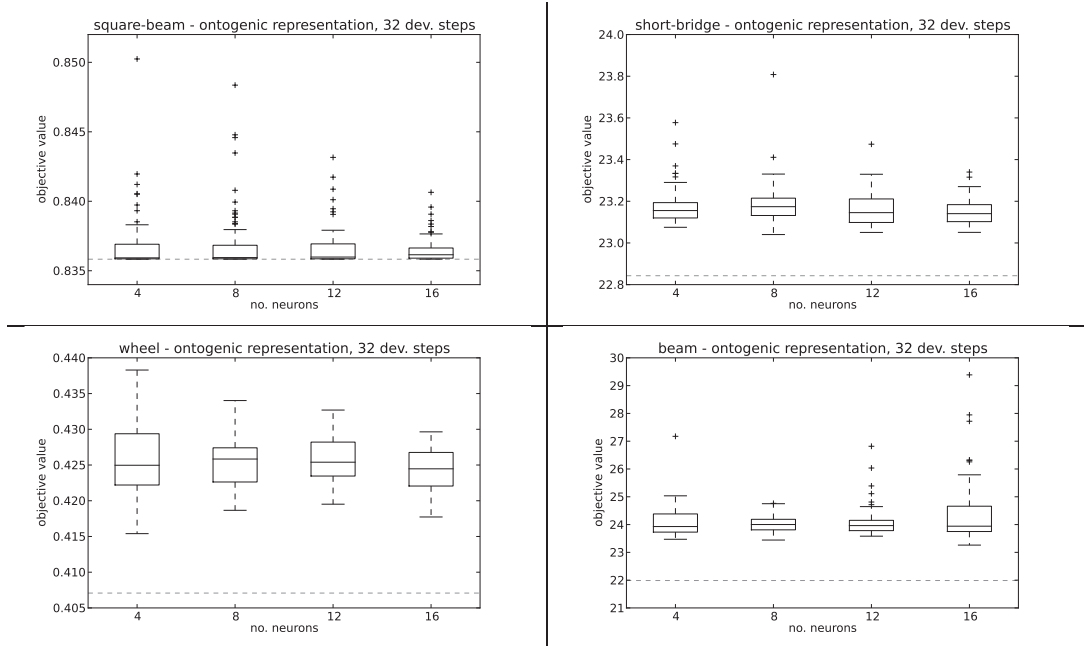 square-beam - ontogenic representation, 32 dev. steps
0.850
0.845
0.840
0.835
objective value
4 8 12 16
no. neurons
short-bridge - ontogenic representation, 32 dev. steps
24.0
23.8
23.6
23.4
23.2
23.0
22.8
objective value
4 8 12 16
no. neurons
wheel - ontogenic representation, 32 dev. steps
0.440
0.435
0.430
0.425
0.420
0.415
0.410
0.405
objective value
4 8 12 16
no. neurons
beam - ontogenic representation, 32 dev. steps
30
29
28
27
26
25
24
23
22
21
objective value
4 8 12 16
no. neurons